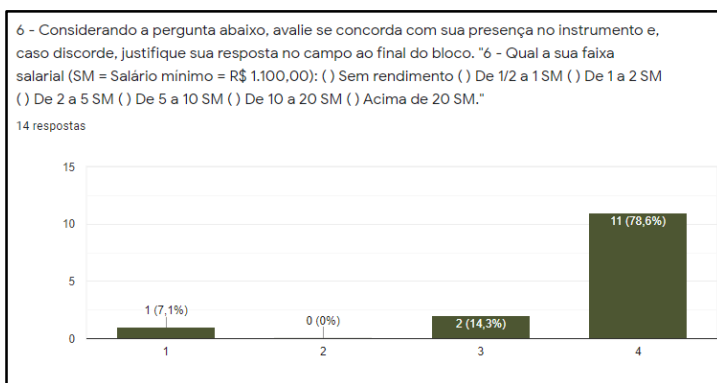 6 - Considerando a pergunta abaixo, avalie se concorda com sua presença no instrumento e,
caso discorde, justifique sua resposta no campo ao final do bloco. "6 - Qual a sua faixa
salarial (SM = Salário mínimo = R$ 1.100,00): ( ) Sem rendimento ( ) De 1/2 a 1 SM ( ) De 1 a 2 SM
( ) De 2 a 5 SM ( ) De 5 a 10 SM ( ) De 10 a 20 SM ( ) Acima de 20 SM."
14 respostas
15
10
5
0
1 (7,1%)
0 (0%)
2 (14,3%)
11 (78,6%)
1
2
3
4